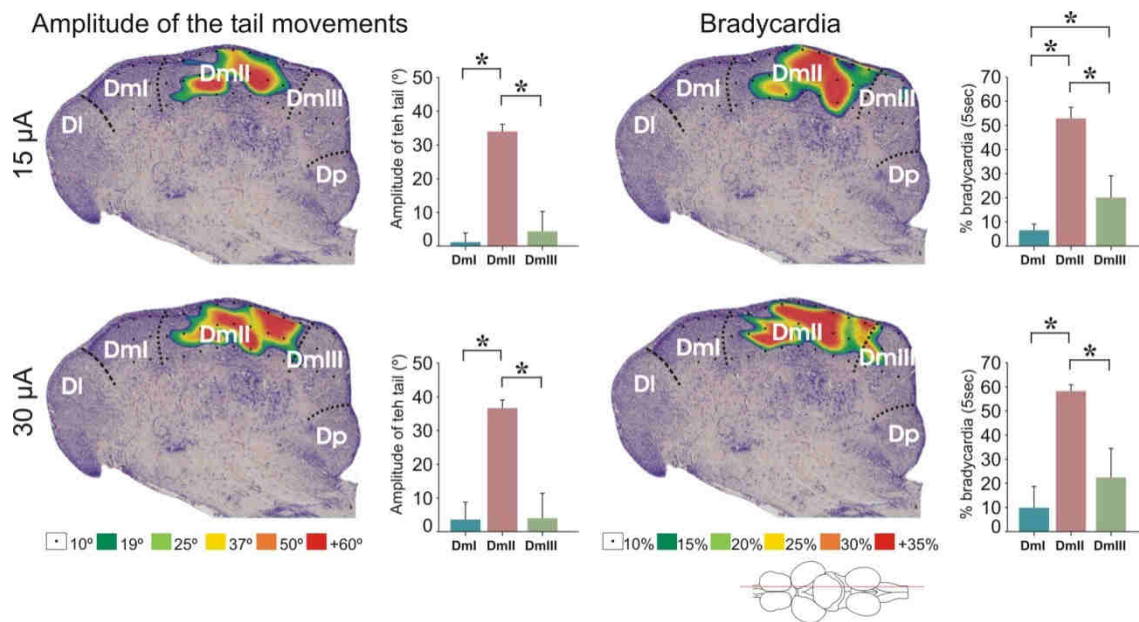 Amplitude of the tail movements
Bradycardia
15 µA
DmI
DmII
DmIII
Dl
Dp
Amplitude of teh tail (º)
50
40
30
20
10
0
*
*
DmI DmII DmIII
DmI
DmII
DmIII
Dl
Dp
% bradycardia (5sec)
70
60
50
40
30
20
10
0
*
*
*
DmI DmII DmIII
30 µA
DmI
DmII
DmIII
Dl
Dp
Amplitude of teh tail (º)
50
40
30
20
10
0
*
*
DmI DmII DmIII
DmI
DmII
DmIII
Dl
Dp
% bradycardia (5sec)
70
60
50
40
30
20
10
0
*
*
DmI DmII DmIII
10º 19º 25º 37º 50º +60º
10% 15% 20% 25% 30% +35%